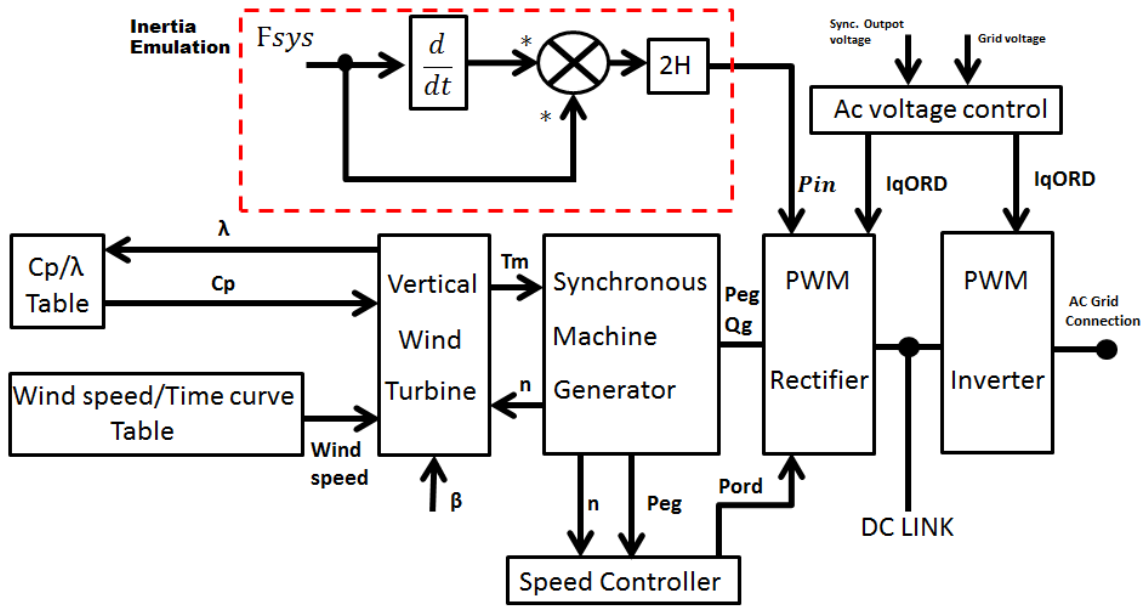 Inertia
Emulation
Fsys
d
dt
*
*
2H
Sync. Outpot
voltage
Grid voltage
Ac voltage control
Pin
IqORD
IqORD
λ
Cp/λ
Table
Cp
Vertical
Wind
Turbine
Tm
n
Synchronous
Machine
Generator
Peg
Qg
PWM
Rectifier
PWM
Inverter
AC Grid
Connection
Wind speed/Time curve
Table
Wind
speed
β
n
Peg
Pord
DC LINK
Speed Controller